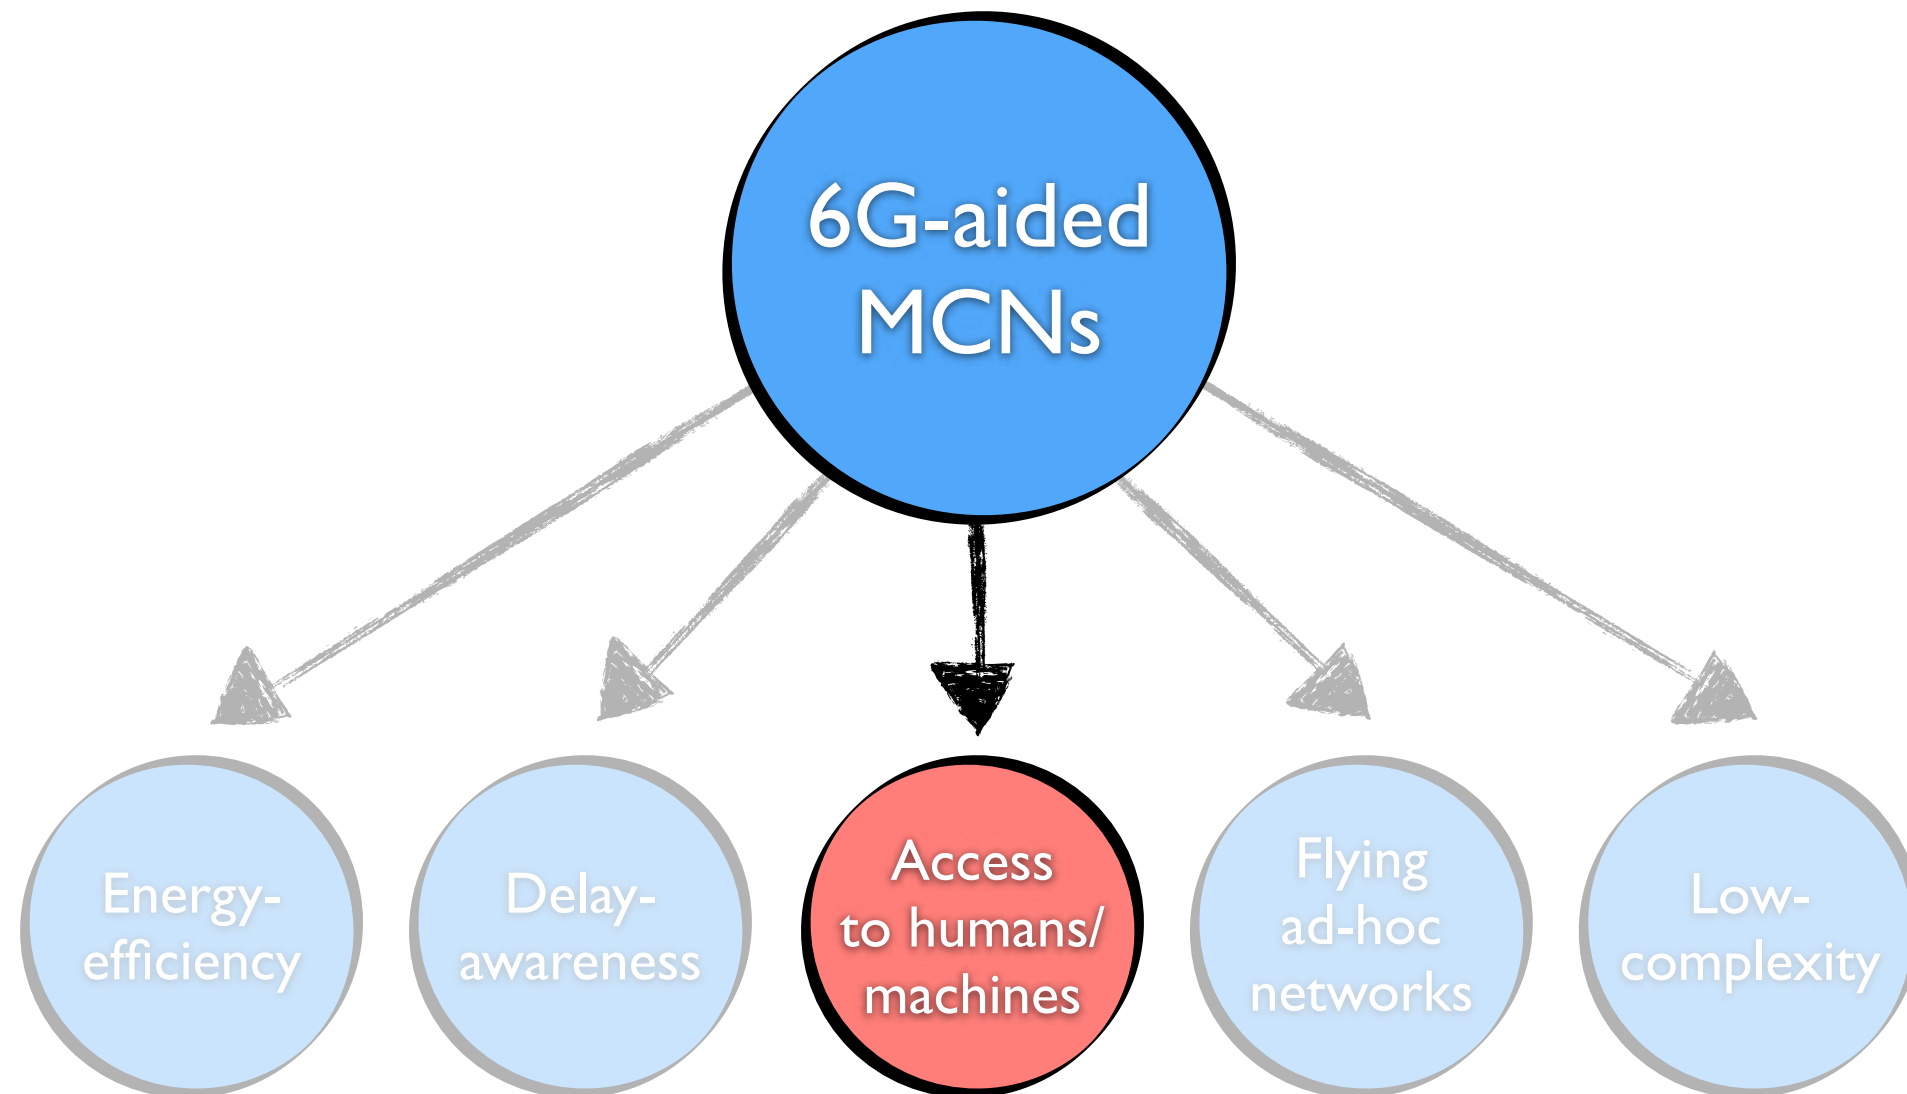 6G-aided
MCNs
Energy-
efficiency
Delay-
awareness
Access
to humans/
machines
Flying
ad-hoc
networks
Low-
complexity